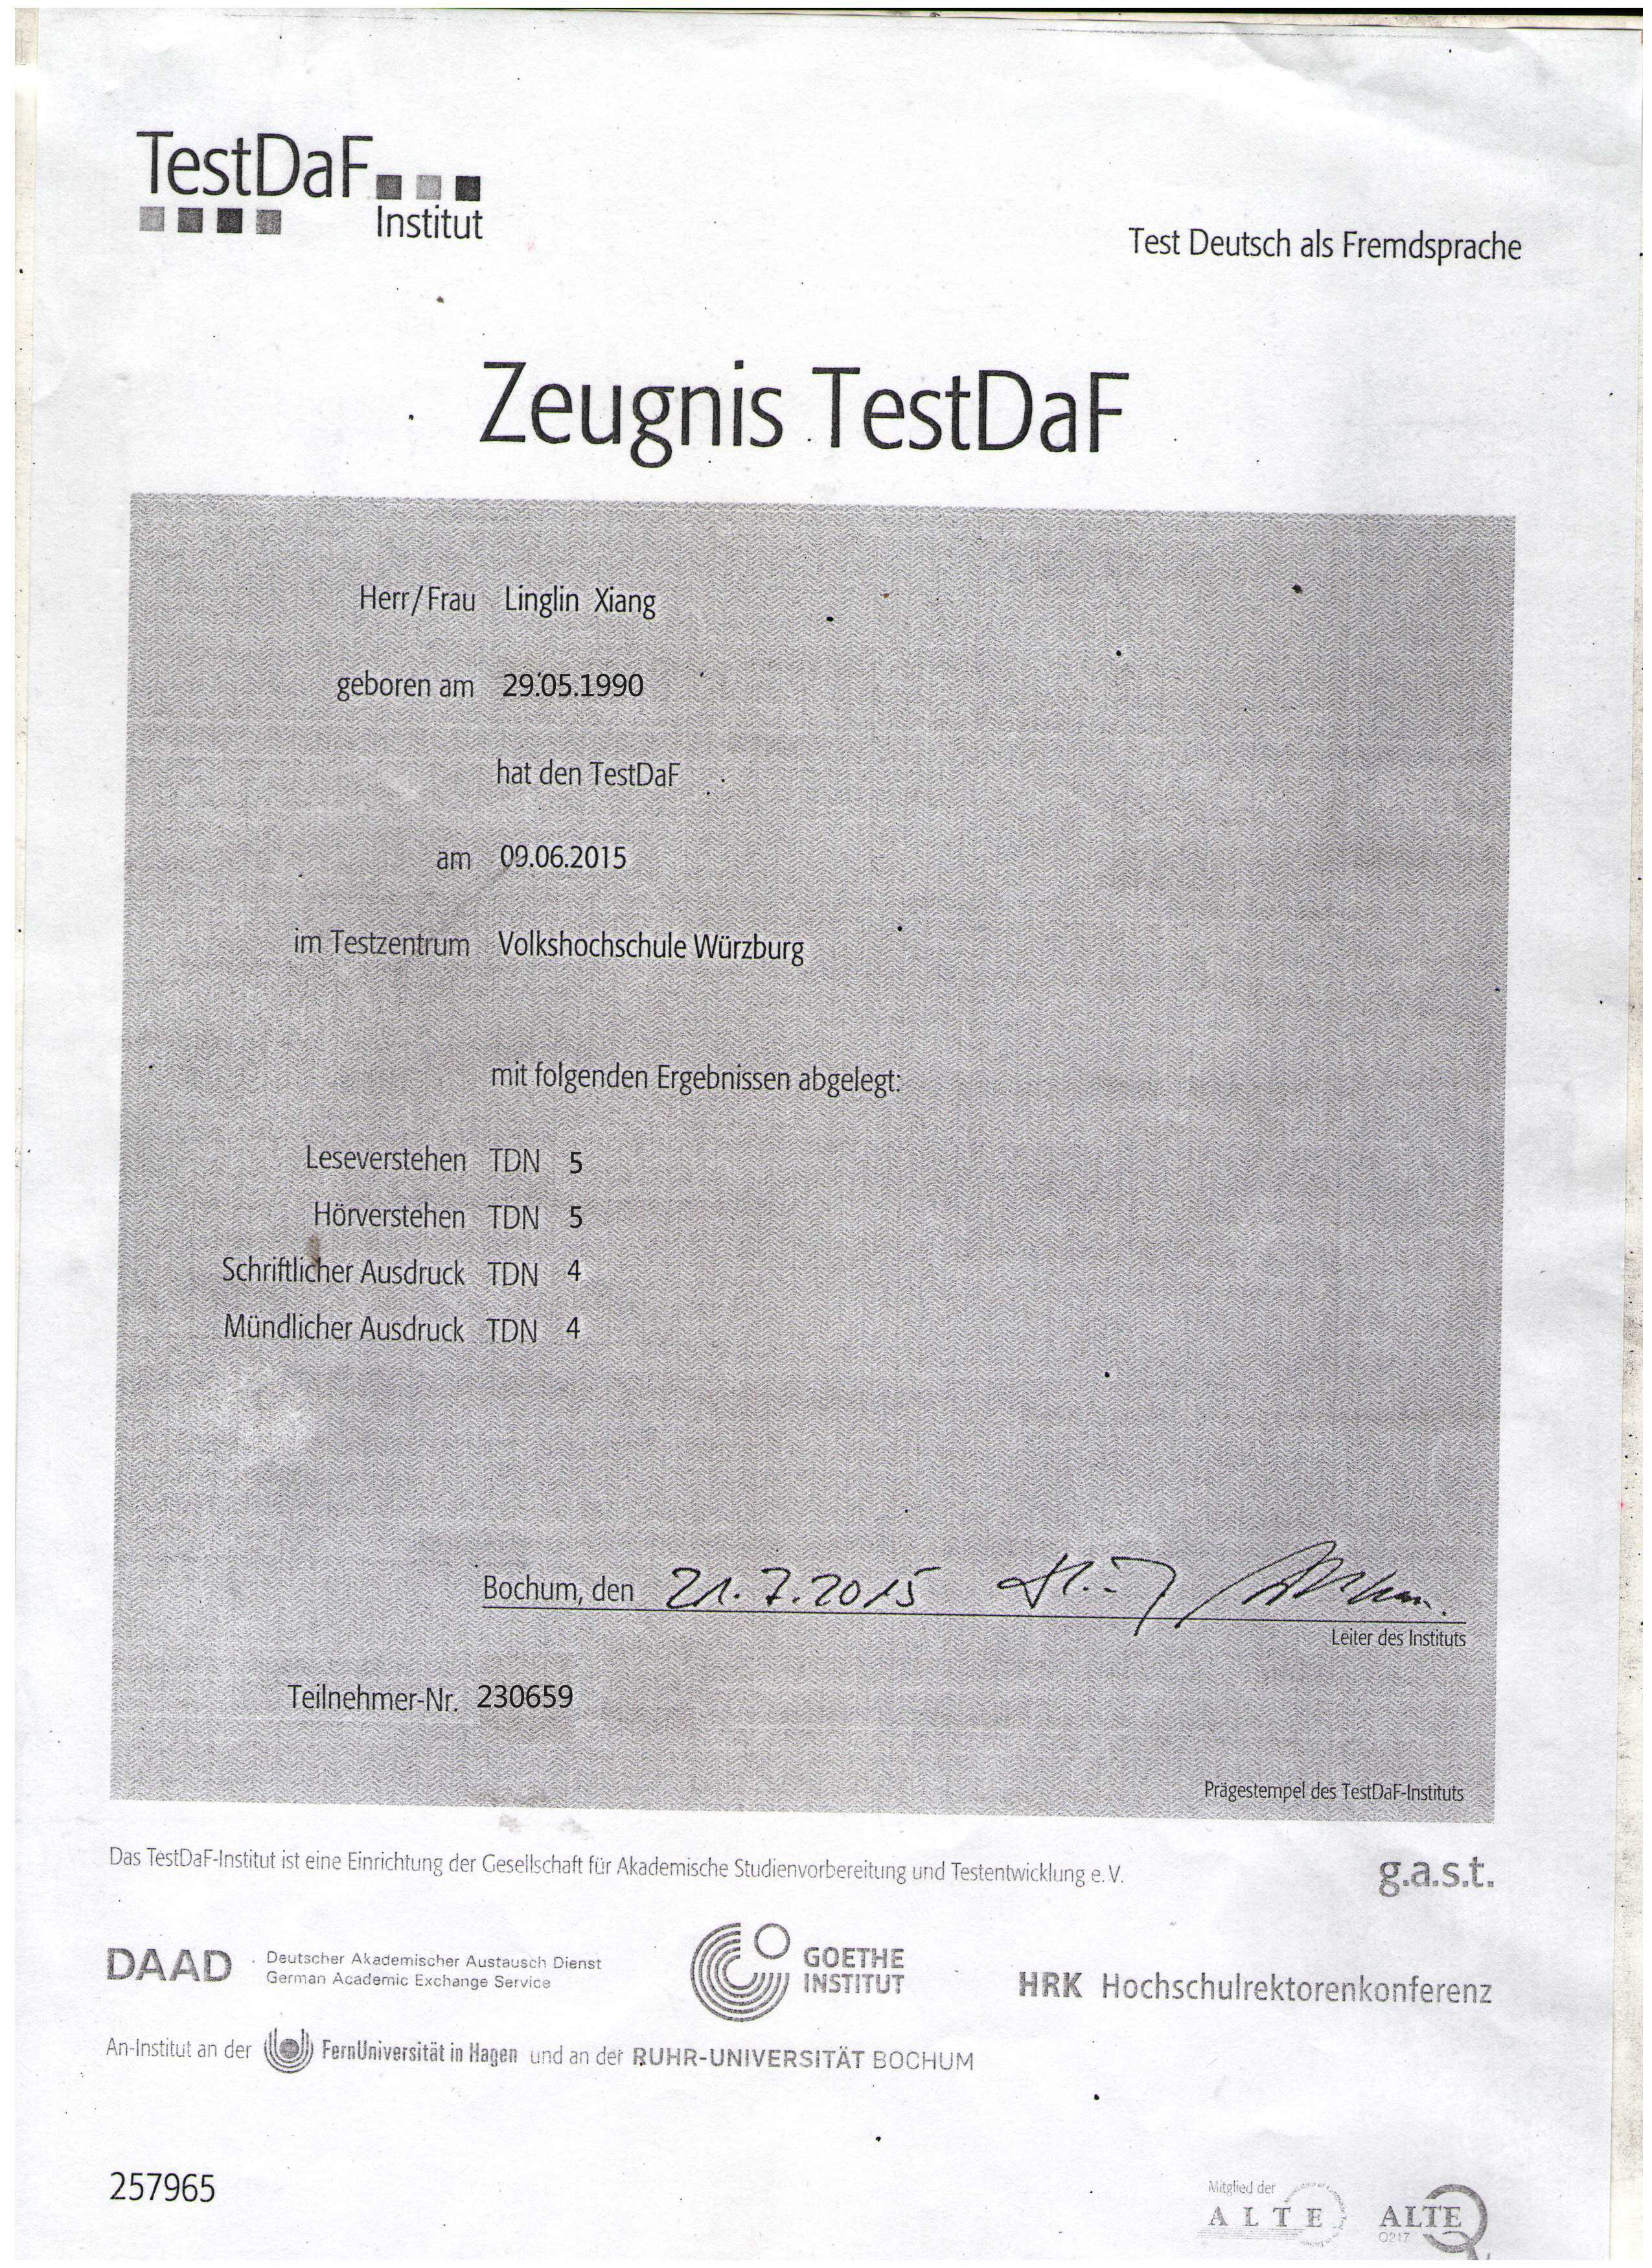 TestDaF
Institut
Test Deutsch als Fremdsprache
Zeugnis TestDaF
Herr/Frau Linglin Xiang
geboren am 29.05.1990
hat den TestDaF
am 09.06.2015
im Testzentrum Volkshochschule Würzburg
mit folgenden Ergebnissen abgelegt:
Leseverstehen TDN 5
Hörverstehen TDN 5
Schriftlicher Ausdruck TDN 4
Mündlicher Ausdruck TDN 4
Bochum, den 21.7.2015
Leiter des Instituts
Teilnehmer-Nr. 230659
Prägestempel des TestDaF-Instituts
Das TestDaF-Institut ist eine Einrichtung der Gesellschaft für Akademische Studienvorbereitung und Testentwicklung e.V.
g.a.s.t.
DAAD Deutscher Akademischer Austausch Dienst
German Academic Exchange Service
GOETHE
INSTITUT
HRK Hochschulrektorenkonferenz
An-Institut an der FernUniversität in Hagen und an der RUHR-UNIVERSITÄT BOCHUM
257965
Mitglied der
ALTE
ALTE
Q217